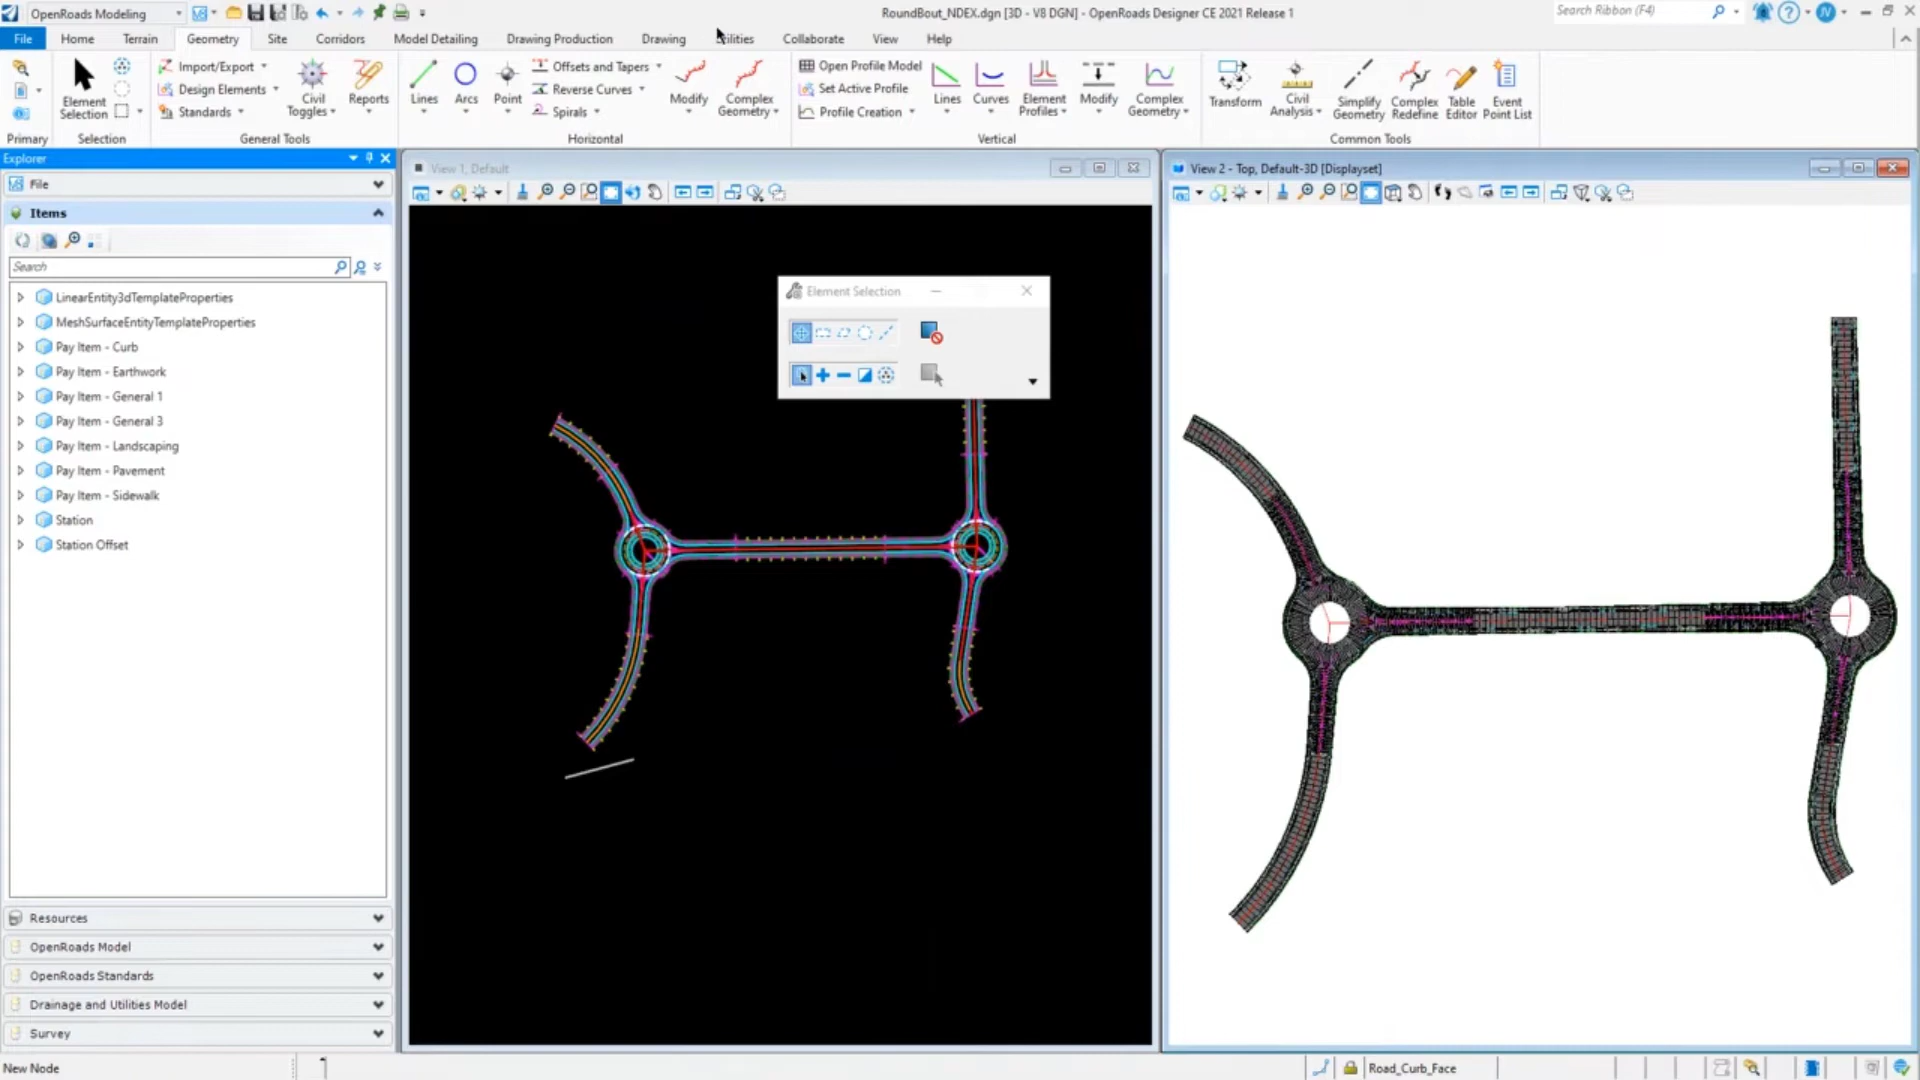 OpenRoads Modeling
RoundBout_NDEX.dgn [3D - V8 DGN] - OpenRoads Designer CE 2021 Release 1
Search Ribbon (F4)
File Home Terrain Geometry Site Corridors Model Detailing Drawing Production Drawing Utilities Collaborate View Help
Import/Export
Design Elements
Standards
Element Selection
Civil Toggles
Reports
Lines
Arcs
Point
Offsets and Tapers
Reverse Curves
Spirals
Modify
Complex Geometry
Open Profile Model
Set Active Profile
Profile Creation
Lines
Curves
Element Profiles
Modify
Complex Geometry
Transform
Civil Analysis
Simplify Geometry
Complex Redefine
Table Editor
Event Point List
Primary Selection General Tools Horizontal Vertical Common Tools
Explorer
File
Items
Search
LinearEntity3dTemplateProperties
MeshSurfaceEntityTemplateProperties
Pay Item - Curb
Pay Item - Earthwork
Pay Item - General 1
Pay Item - General 3
Pay Item - Landscaping
Pay Item - Pavement
Pay Item - Sidewalk
Station
Station Offset
Resources
OpenRoads Model
OpenRoads Standards
Drainage and Utilities Model
Survey
View 1, Default
Element Selection
View 2 - Top, Default-3D [Displayset]
New Node
Road_Curb_Face